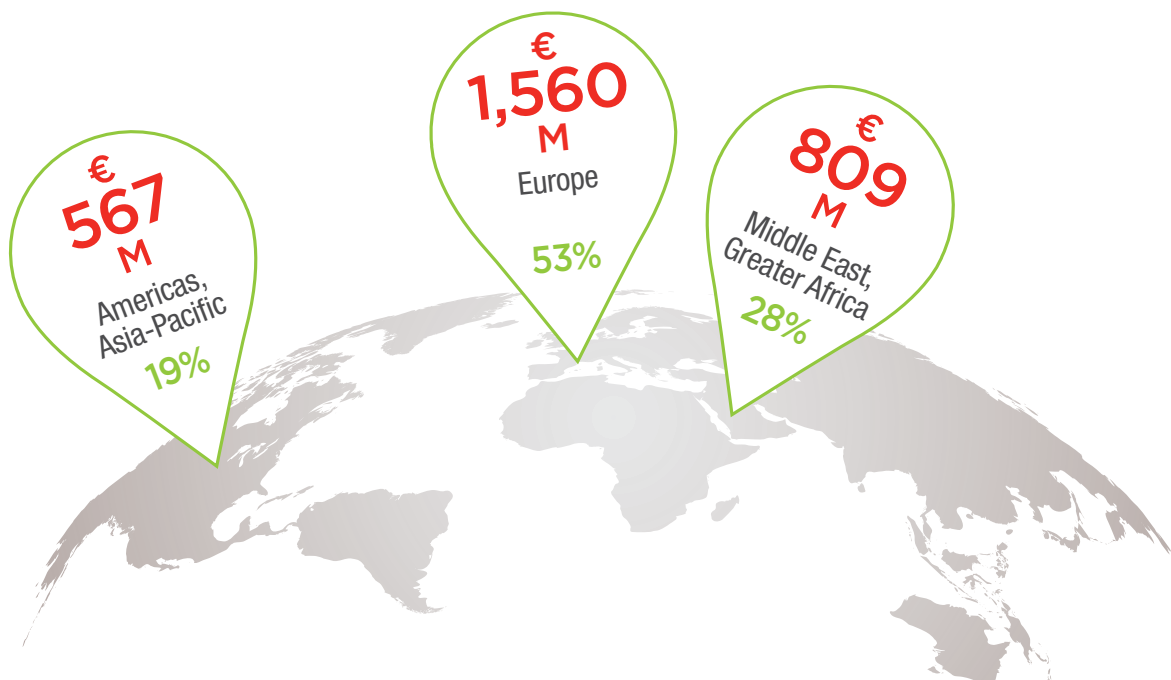 €
567
M
Americas,
Asia-Pacific
19%
€
1,560
M
Europe
53%
€
809
M
Middle East,
Greater Africa
28%